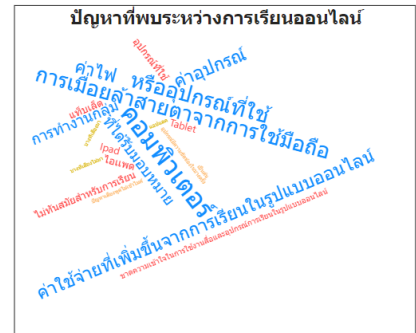 ปัญหาที่พบระหว่างการเรียนออนไลน์
อุปกรณ์ที่ใช้
ค่าไฟ
ค่าอุปกรณ์
หรืออุปกรณ์ที่ใช้
การเมื่อยล้าสายตาจากการใช้มือถือ
แท็บเล็ต
การทำงานกลุ่ม
ที่ได้รับมอบหมาย
คอมพิวเตอร์
Tablet
Ipad
ไอแพด
ไม่ทันสมัยสำหรับการเรียน
ค่าใช้จ่ายที่เพิ่มขึ้นจากการเรียนในรูปแบบออนไลน์
ขาดความเข้าใจในการใช้งานสื่อและอุปกรณ์การเรียนในรูปแบบออนไลน์